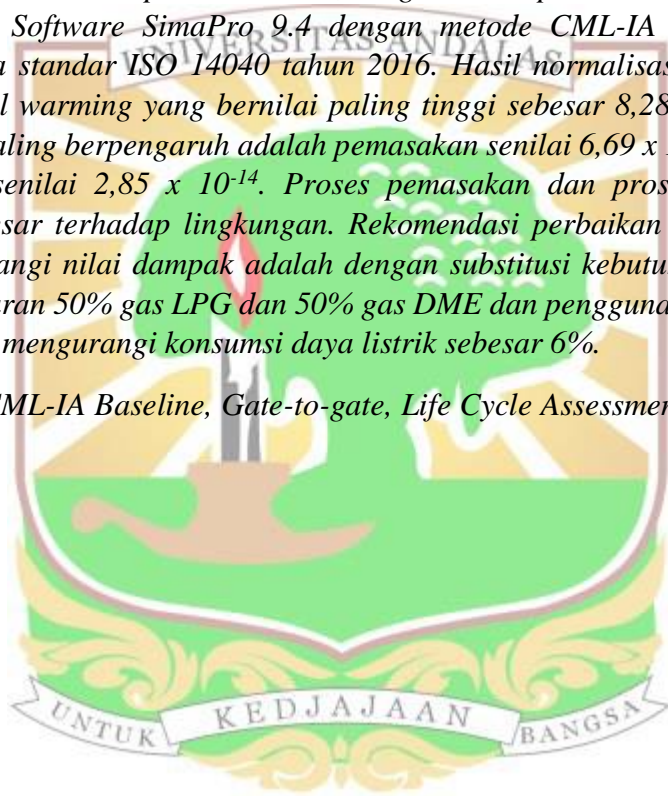 Software SimaPro 9.4 dengan metode CML-IA
UNIVERSITAS ANDALAS
standar ISO 14040 tahun 2016. Hasil normalisas
warming yang bernilai paling tinggi sebesar 8,28
aling berpengaruh adalah pemasakan senilai 6,69 x
senilai 2,85 x 10-14. Proses pemasakan dan pros
sar terhadap lingkungan. Rekomendasi perbaikan
angi nilai dampak adalah dengan substitusi kebutu
ran 50% gas LPG dan 50% gas DME dan pengguna
mengurangi konsumsi daya listrik sebesar 6%.
CML-IA Baseline, Gate-to-gate, Life Cycle Assessmen
UNTUK KEDJAJAAN BANGSA